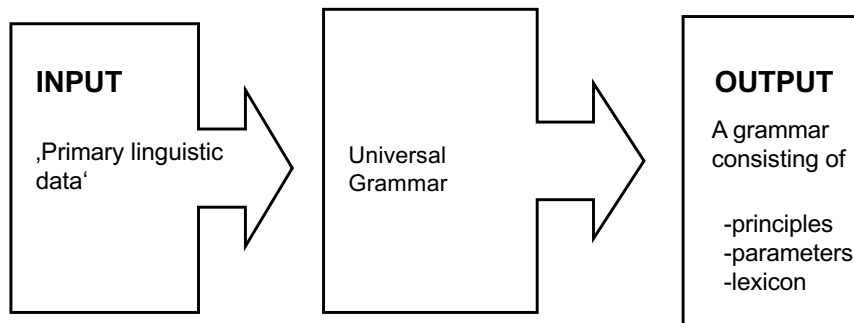 INPUT
‚Primary linguistic
data‘
Universal
Grammar
OUTPUT
A grammar
consisting of
-principles
-parameters
-lexicon